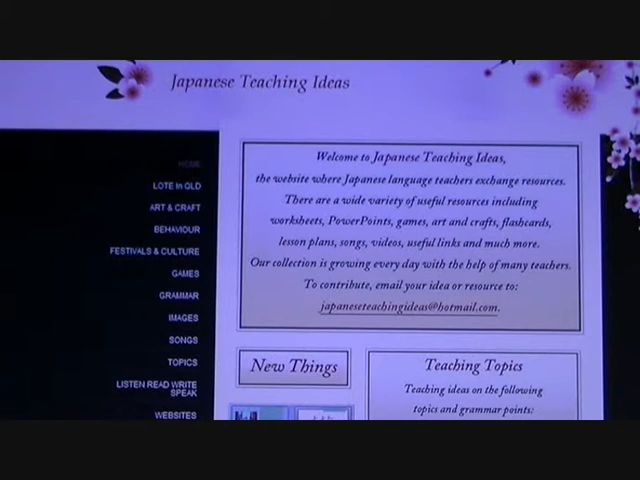 Japanese Teaching Ideas
HOME
LOTE in QLD
ART & CRAFT
BEHAVIOUR
FESTIVALS & CULTURE
GAMES
GRAMMAR
IMAGES
SONGS
TOPICS
LISTEN READ WRITE
SPEAK
WEBSITES
Welcome to Japanese Teaching Ideas,
the website where Japanese language teachers exchange resources.
There are a wide variety of useful resources including
worksheets, PowerPoints, games, art and crafts, flashcards,
lesson plans, songs, videos, useful links and much more.
Our collection is growing every day with the help of many teachers.
To contribute, email your idea or resource to:
japaneseteachingideas@hotmail.com.
New Things
Teaching Topics
Teaching ideas on the following
topics and grammar points: